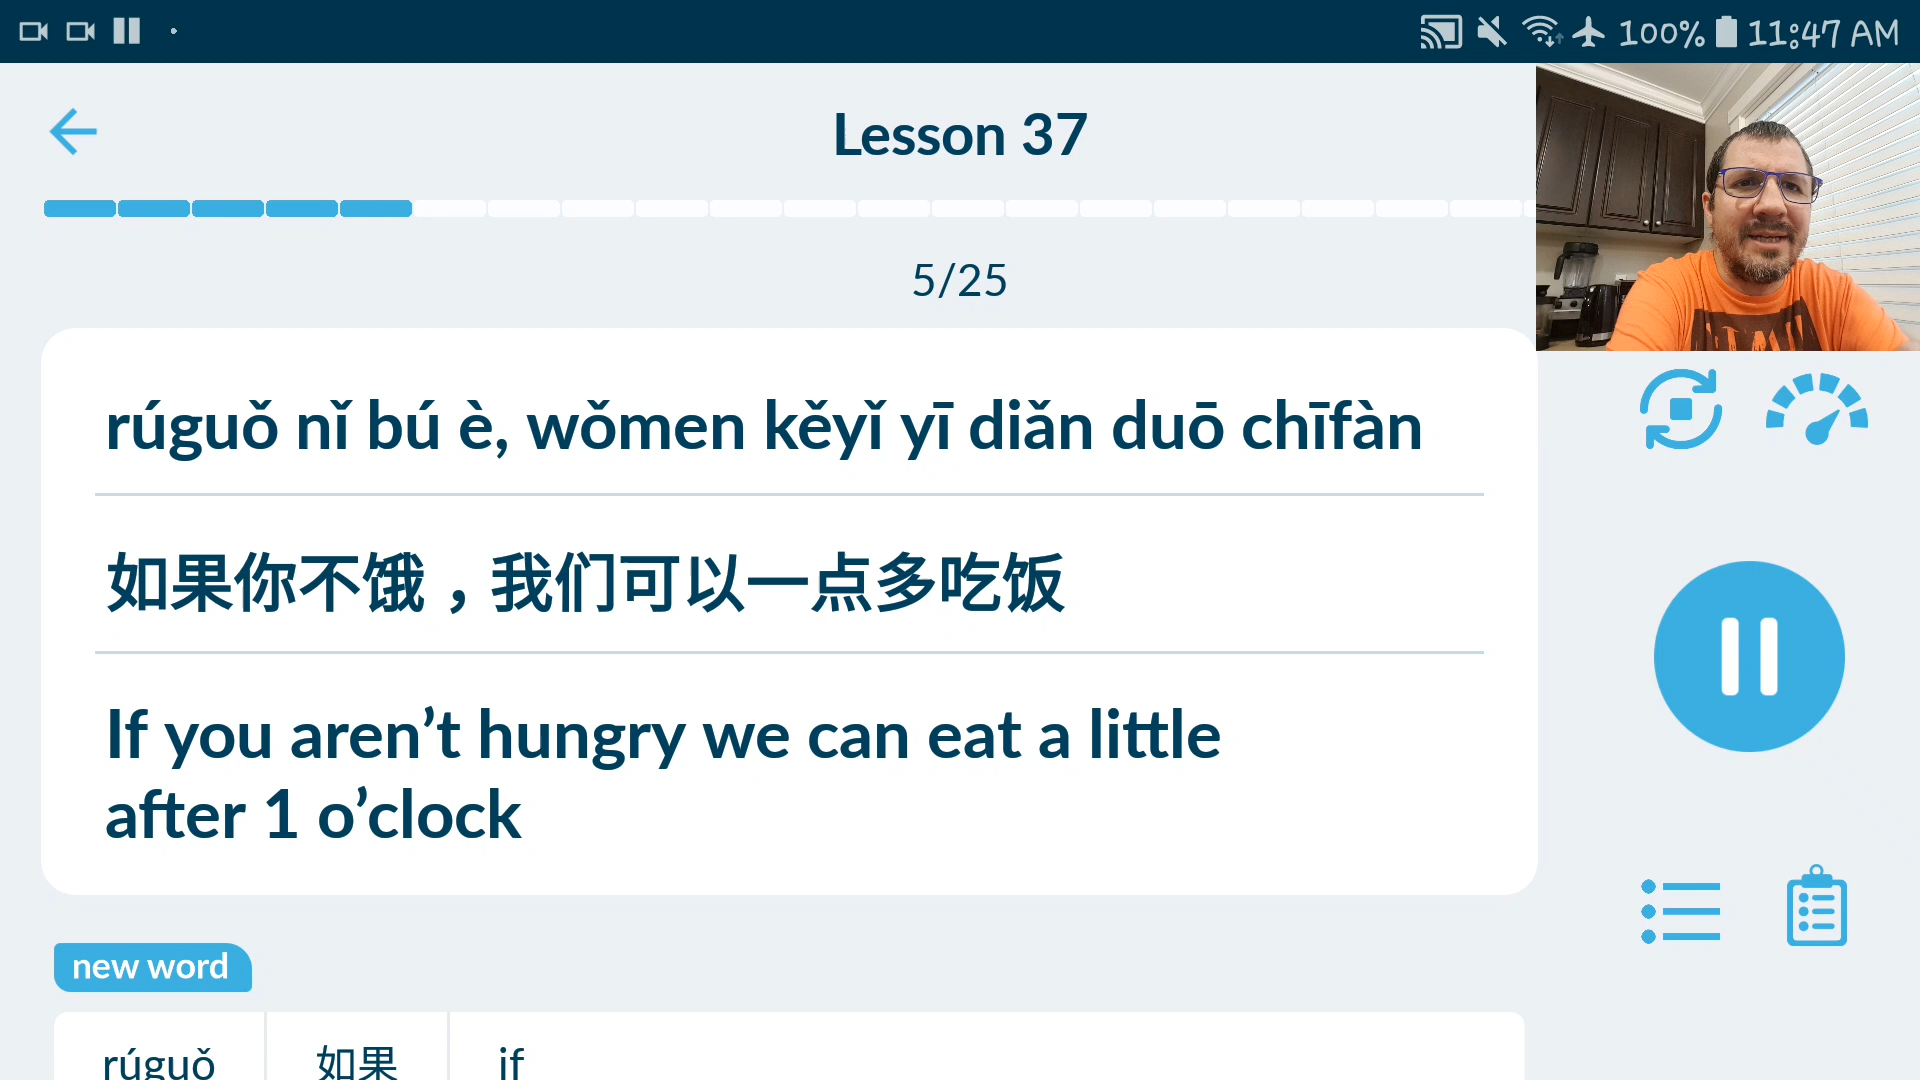 100% 11:47 AM
Lesson 37
5/25
rúguǒ nǐ bú è, wǒmen kěyǐ yī diǎn duō chīfàn
如果你不饿，我们可以一点多吃饭
If you aren’t hungry we can eat a little
after 1 o’clock
new word
rúguǒ 如果 if